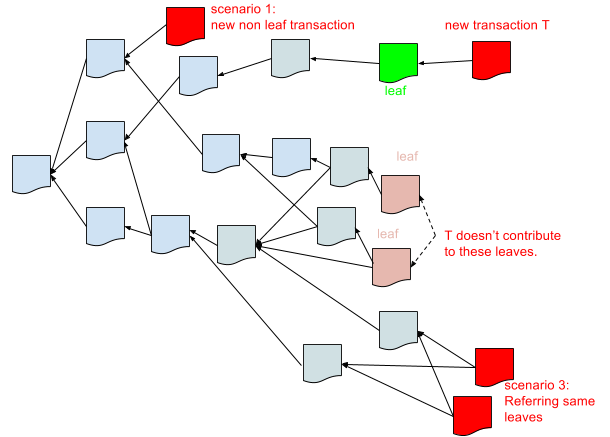 scenario 1:
new non leaf transaction
new transaction T
leaf
leaf
leaf
T doesn't contribute
to these leaves.
scenario 3:
Referring same
leaves